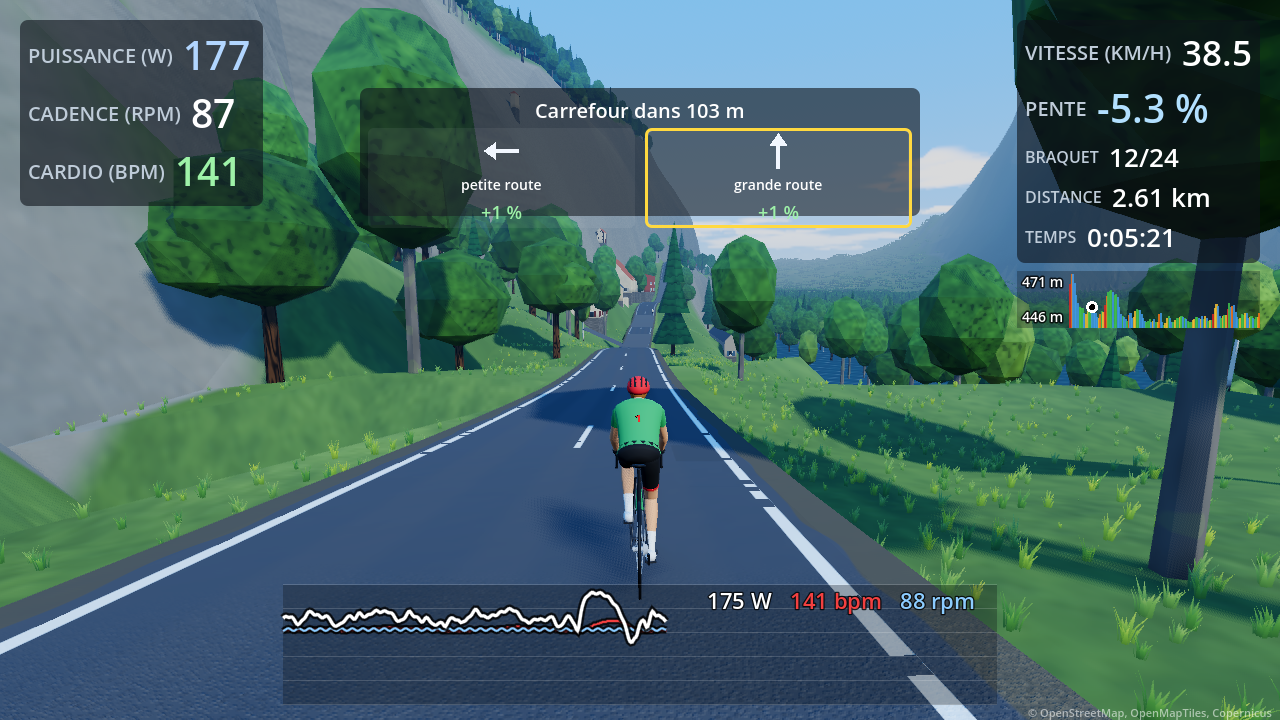 PUISSANCE (W) 177
CADENCE (RPM) 87
CARDIO (BPM) 141
Carrefour dans 103 m
petite route
+1 %
grande route
+1 %
VITESSE (KM/H) 38.5
PENTE -5.3 %
BRAQUET 12/24
DISTANCE 2.61 km
TEMPS 0:05:21
471 m
446 m
175 W 141 bpm 88 rpm
© OpenStreetMap, OpenMapTiles, Copernicus